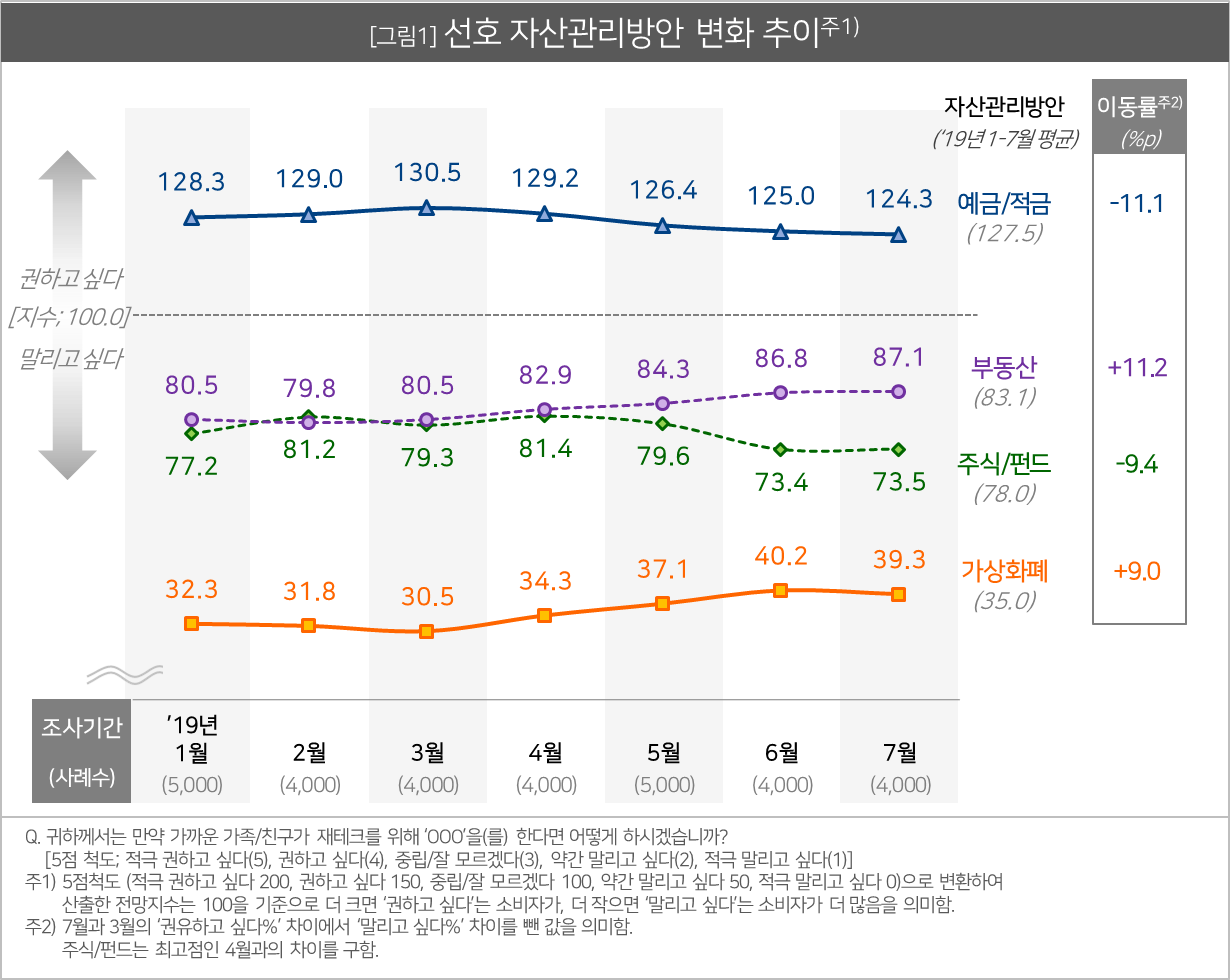 [그림1] 선호 자산관리방안 변화 추이주1)
자산관리방안
('19년 1-7월 평균)
이동률주2)
(%p)
권하고 싶다
[지수; 100.0]
말리고 싶다
128.3 129.0 130.5 129.2 126.4 125.0 124.3
예금/적금
(127.5)
-11.1
80.5 79.8 80.5 82.9 84.3 86.8 87.1
부동산
(83.1)
+11.2
77.2 81.2 79.3 81.4 79.6 73.4 73.5
주식/펀드
(78.0)
-9.4
32.3 31.8 30.5 34.3 37.1 40.2 39.3
가상화폐
(35.0)
+9.0
조사기간
(사례수)
'19년
1월 2월 3월 4월 5월 6월 7월
(5,000) (4,000) (4,000) (4,000) (5,000) (4,000) (4,000)
Q. 귀하께서는 만약 가까운 가족/친구가 재테크를 위해 'OOO'을(를) 한다면 어떻게 하시겠습니까?
[5점 척도; 적극 권하고 싶다(5), 권하고 싶다(4), 중립/잘 모르겠다(3), 약간 말리고 싶다(2), 적극 말리고 싶다(1)]
주1) 5점척도 (적극 권하고 싶다 200, 권하고 싶다 150, 중립/잘 모르겠다 100, 약간 말리고 싶다 50, 적극 말리고 싶다 0)으로 변환하여
산출한 전망지수는 100을 기준으로 더 크면 '권하고 싶다'는 소비자가, 더 작으면 '말리고 싶다'는 소비자가 더 많음을 의미함.
주2) 7월과 3월의 '권유하고 싶다%' 차이에서 '말리고 싶다%' 차이를 뺀 값을 의미함.
주식/펀드는 최고점인 4월과의 차이를 구함.